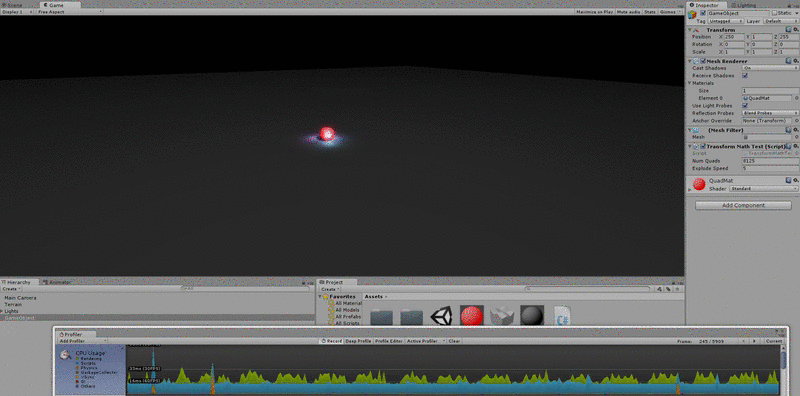 Scene Game
Display 1 Free Aspect Maximize on Play Mute audio Stats Gizmos
Inspector Lighting
GameObject Static
Tag Untagged Layer Default
Transform
Position X 250 Y 1 Z 255
Rotation X 0 Y 0 Z 0
Scale X 1 Y 1 Z 1
Mesh Renderer
Cast Shadows On
Receive Shadows
Materials
Size 1
Element 0 QuadMat
Use Light Probes
Reflection Probes Blend Probes
Anchor Override None (Transform)
(Mesh Filter)
Mesh
Transform Math Test (Script)
Script TransformMathTe
Num Quads 8125
Explode Speed 5
QuadMat
Shader Standard
Add Component
Hierarchy Animator
Create
Main Camera
Terrain
Lights
GameObject
Project
Create
Favorites
All Material
All Models
All Prefabs
All Scripts
Assets
C#
Profiler
Add Profiler Record Deep Profile Profile Editor Active Profiler Clear Frame: 245 / 5909 Current
CPU Usage
Rendering
Scripts
Physics
GarbageCollector
VSync
GI
Others
33ms (30FPS)
16ms (60FPS)